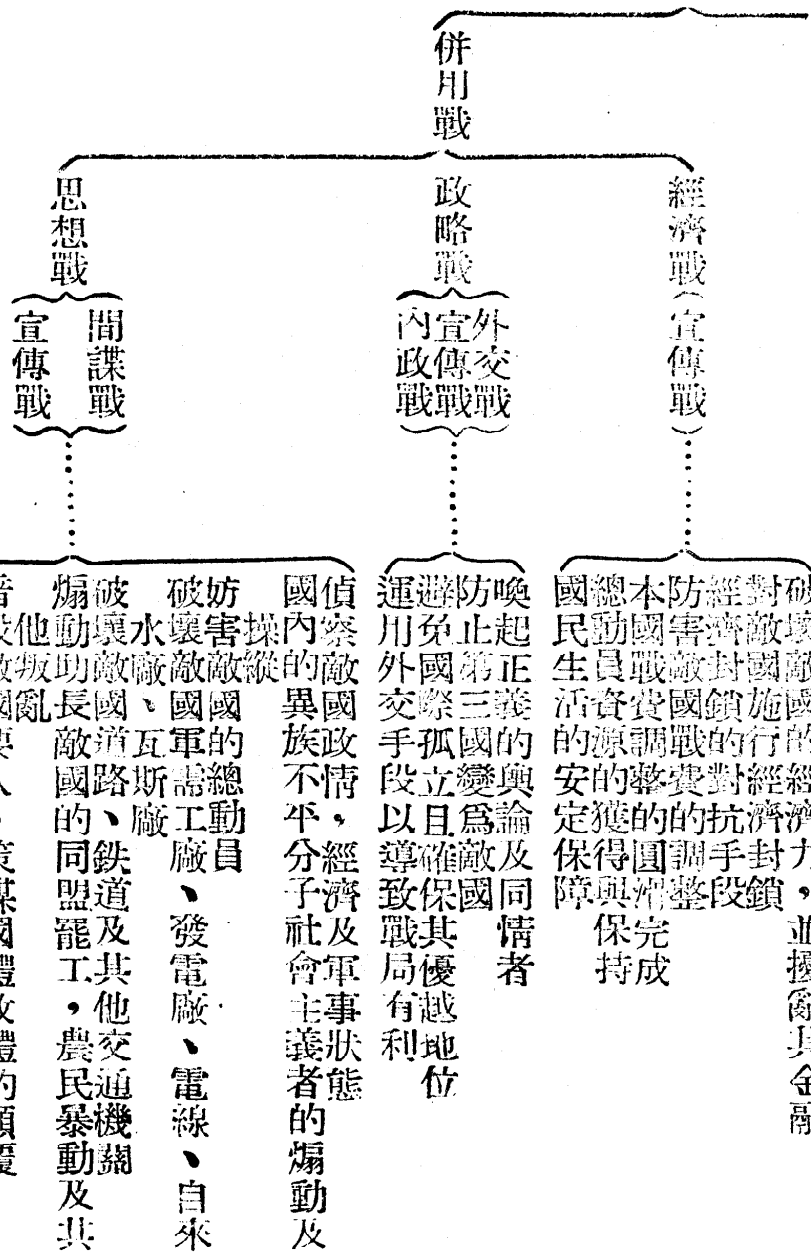 併用戰
經濟戰
宣傳戰
破壞敵國的經濟力，並擾亂其金融
對敵國施行經濟封鎖
經濟封鎖的對抗手段
防害敵國戰費的調整
本國戰費調整的圓滑完成
總動員資源的獲得與保持
國民生活的安定保障
政略戰
外交戰
宣傳戰
內政戰
喚起正義的輿論及同情者
防止第三國變爲敵國
避免國際孤立且確保其優越地位
運用外交手段以導致戰局有利
思想戰
間諜戰
宣傳戰
偵察敵國政情，經濟及軍事狀態
國內的異族不平分子社會主義者的煽動及
操縱
妨害敵國的總動員
破壞敵國軍需工廠、發電廠、電線、自來
水廠、瓦斯廠
破壞敵國道路、鉄道及其他交通機關
煽動功長敵國的同盟罷工，農民暴動及共
他叛亂